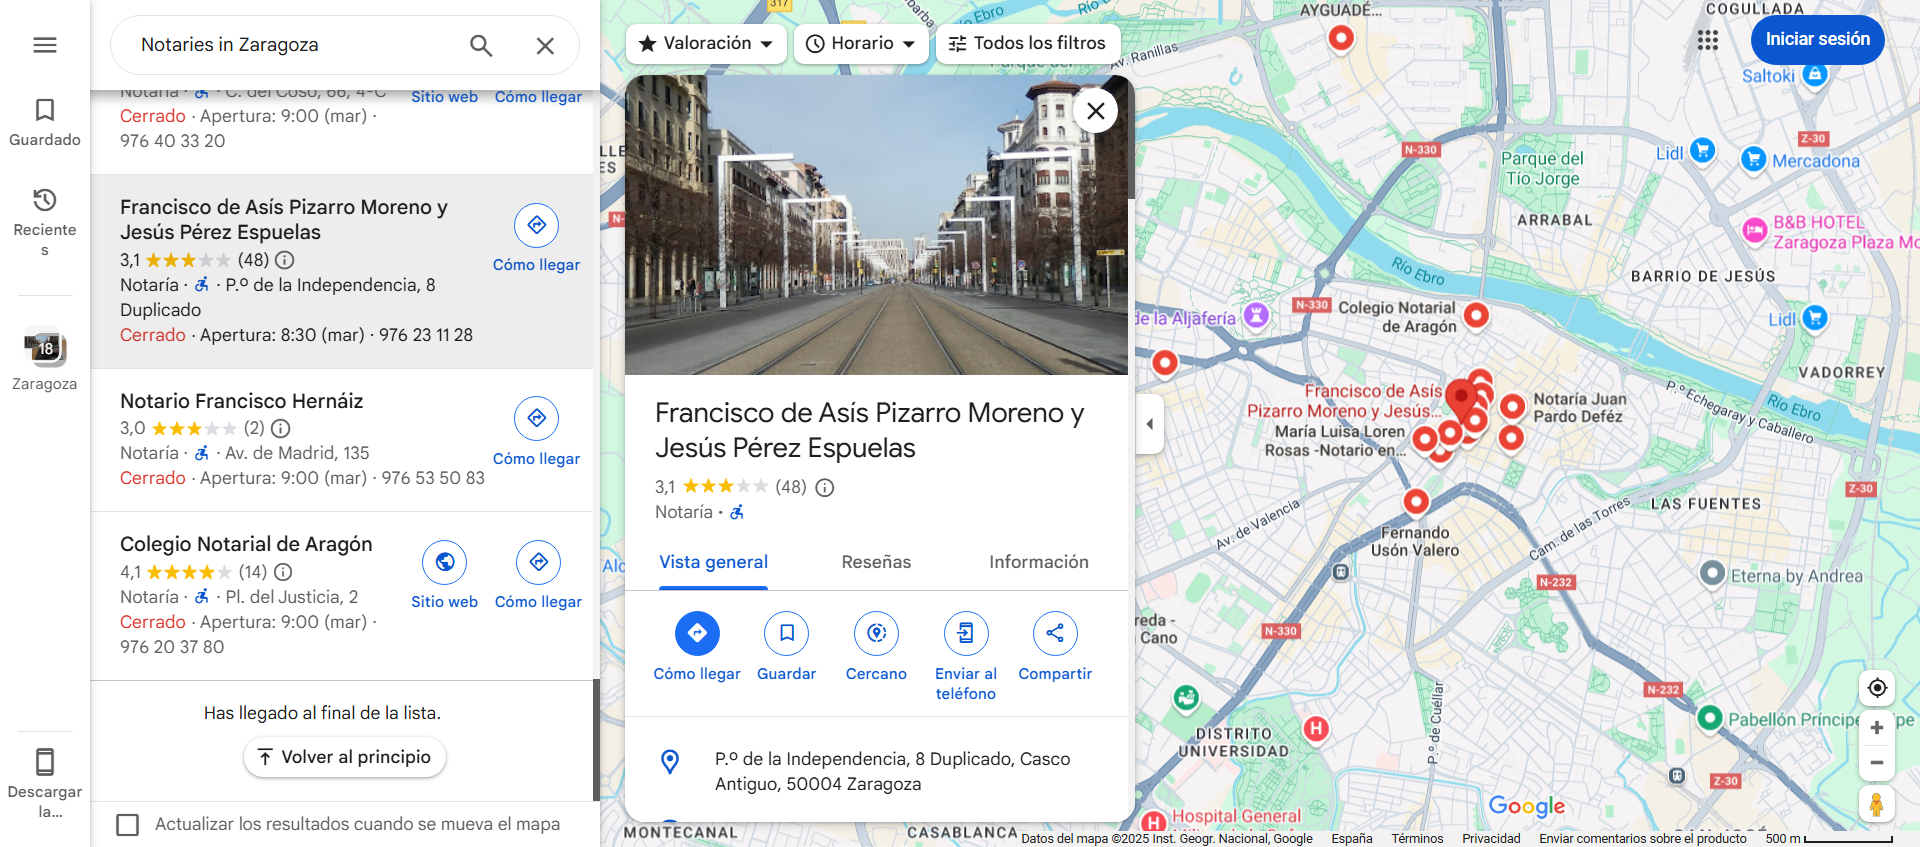 Notaries in Zaragoza
Guardado
Reciente
s
18
Zaragoza
Descargar
la...
Notaría · · C. del Coso, 66, 4-C
Cerrado · Apertura: 9:00 (mar) ·
976 40 33 20
Sitio web
Cómo llegar
Francisco de Asís Pizarro Moreno y
Jesús Pérez Espuelas
3,1 (48)
Notaría · · P.º de la Independencia, 8
Duplicado
Cerrado · Apertura: 8:30 (mar) · 976 23 11 28
Cómo llegar
Notario Francisco Hernáiz
3,0 (2)
Notaría · · Av. de Madrid, 135
Cerrado · Apertura: 9:00 (mar) · 976 53 50 83
Cómo llegar
Colegio Notarial de Aragón
4,1 (14)
Notaría · · Pl. del Justicia, 2
Cerrado · Apertura: 9:00 (mar) ·
976 20 37 80
Sitio web
Cómo llegar
Has llegado al final de la lista.
Volver al principio
Actualizar los resultados cuando se mueva el mapa
Valoración
Horario
Todos los filtros
Francisco de Asís Pizarro Moreno y
Jesús Pérez Espuelas
3,1 (48)
Notaría ·
Vista general
Reseñas
Información
Cómo llegar
Guardar
Cercano
Enviar al
teléfono
Compartir
P.º de la Independencia, 8 Duplicado, Casco
Antiguo, 50004 Zaragoza
Iniciar sesión
317
Río Ebro
AYGUADÉ...
COGULLADA
Av. Ranillas
Saltoki
N-330
Z-30
Lidl
Mercadona
Parque del
Tío Jorge
ARRABAL
B&B HOTEL
Zaragoza Plaza Mo
Río Ebro
BARRIO DE JESÚS
N-330
Colegio Notarial
de Aragón
de la Aljafería
Lidl
VADORREY
Francisco de Asís
Pizarro Moreno y Jesús...
María Luisa Loren
Rosas -Notario en...
Notaría Juan
Pardo Deféz
P.º Echegaray y Caballero
Río Ebro
Z-30
LAS FUENTES
Av. de Valencia
Fernando
Usón Valero
Cam. de las Torres
N-232
Eterna by Andrea
N-330
reda -
Cano
N-232
P.º de Cuéllar
Pabellón Príncipe
DISTRITO
UNIVERSIDAD
Z-30
Hospital General
MONTECANAL
CASABLANCA
Google
Datos del mapa ©2025 Inst. Geogr. Nacional, Google
España
Términos
Privacidad
Enviar comentarios sobre el producto
500 m